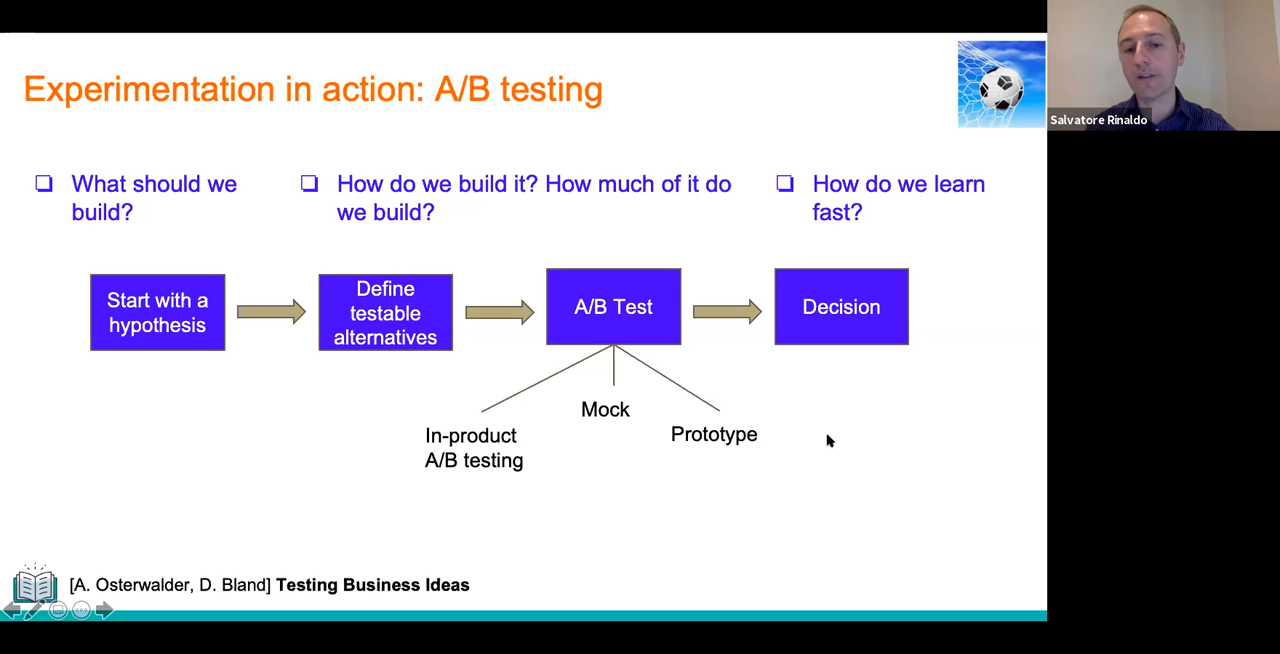 Experimentation in action: A/B testing
Salvatore Rinaldo
What should we
build?
How do we build it? How much of it do
we build?
How do we learn
fast?
Start with a
hypothesis
Define
testable
alternatives
A/B Test
Decision
In-product
A/B testing
Mock
Prototype
[A. Osterwalder, D. Bland] Testing Business Ideas